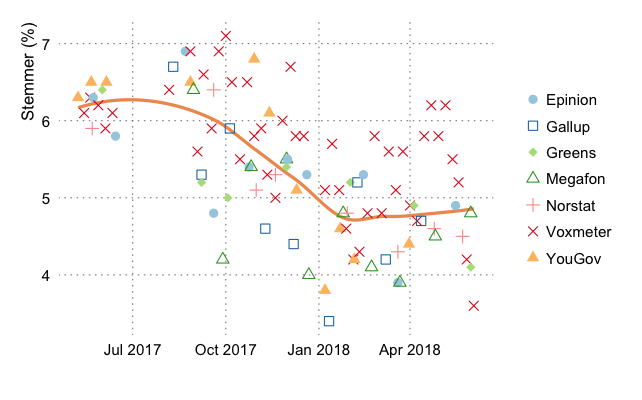 Stemmer (%)
7
6
5
4
Jul 2017
Oct 2017
Jan 2018
Apr 2018
Epinion
Gallup
Greens
Megafon
Norstat
Voxmeter
YouGov